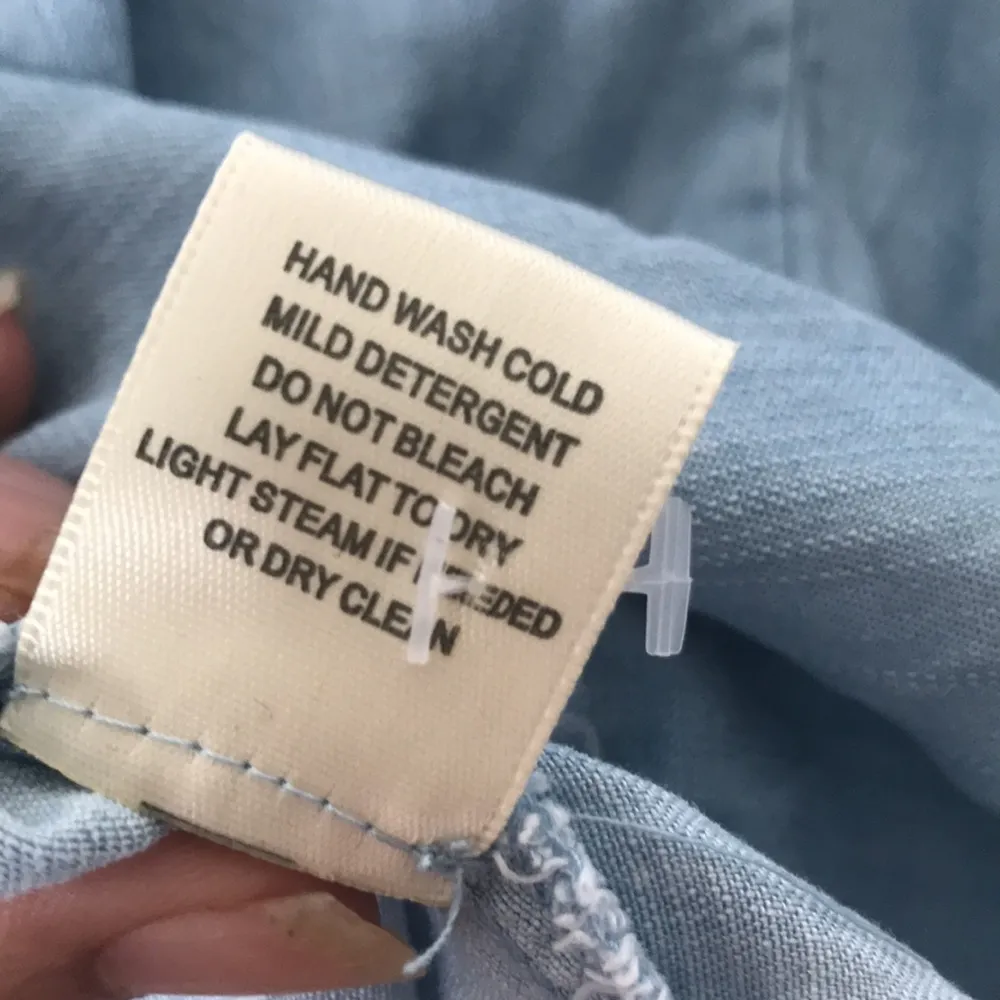 HAND WASH COLD
MILD DETERGENT
DO NOT BLEACH
LAY FLAT TO DRY
LIGHT STEAM IF NEEDED
OR DRY CLEAN